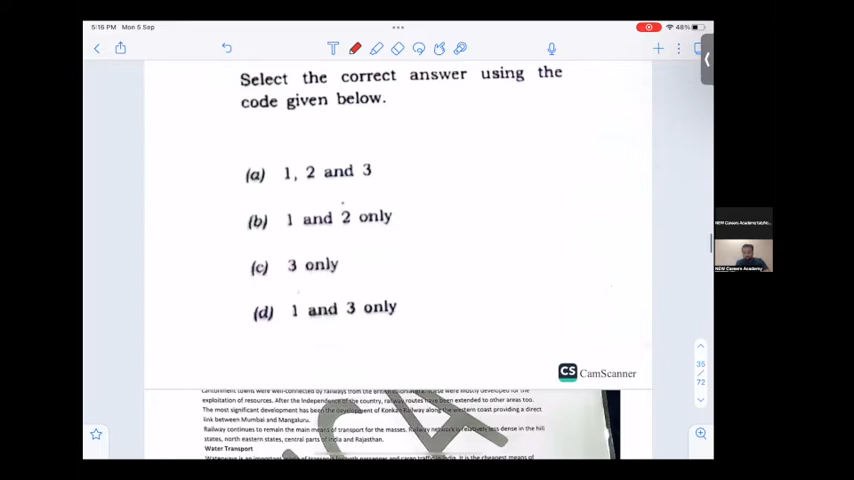 5:16 PM Mon 5 Sep
48%
Select the correct answer using the
code given below.
(a) 1, 2 and 3
(b) 1 and 2 only
(c) 3 only
(d) 1 and 3 only
CS CamScanner
35
72
NEW Careers Academy
exploitation of resources. After the Independence of the country, railway routes have been extended to other areas too.
The most significant development has been the development of Konkan Railway along the western coast providing a direct
link between Mumbai and Mangaluru.
Railway continues to remain the main means of transport for the masses. Railway network is relatively less dense in the hill
states, north eastern states, central parts of India and Rajasthan.
Water Transport